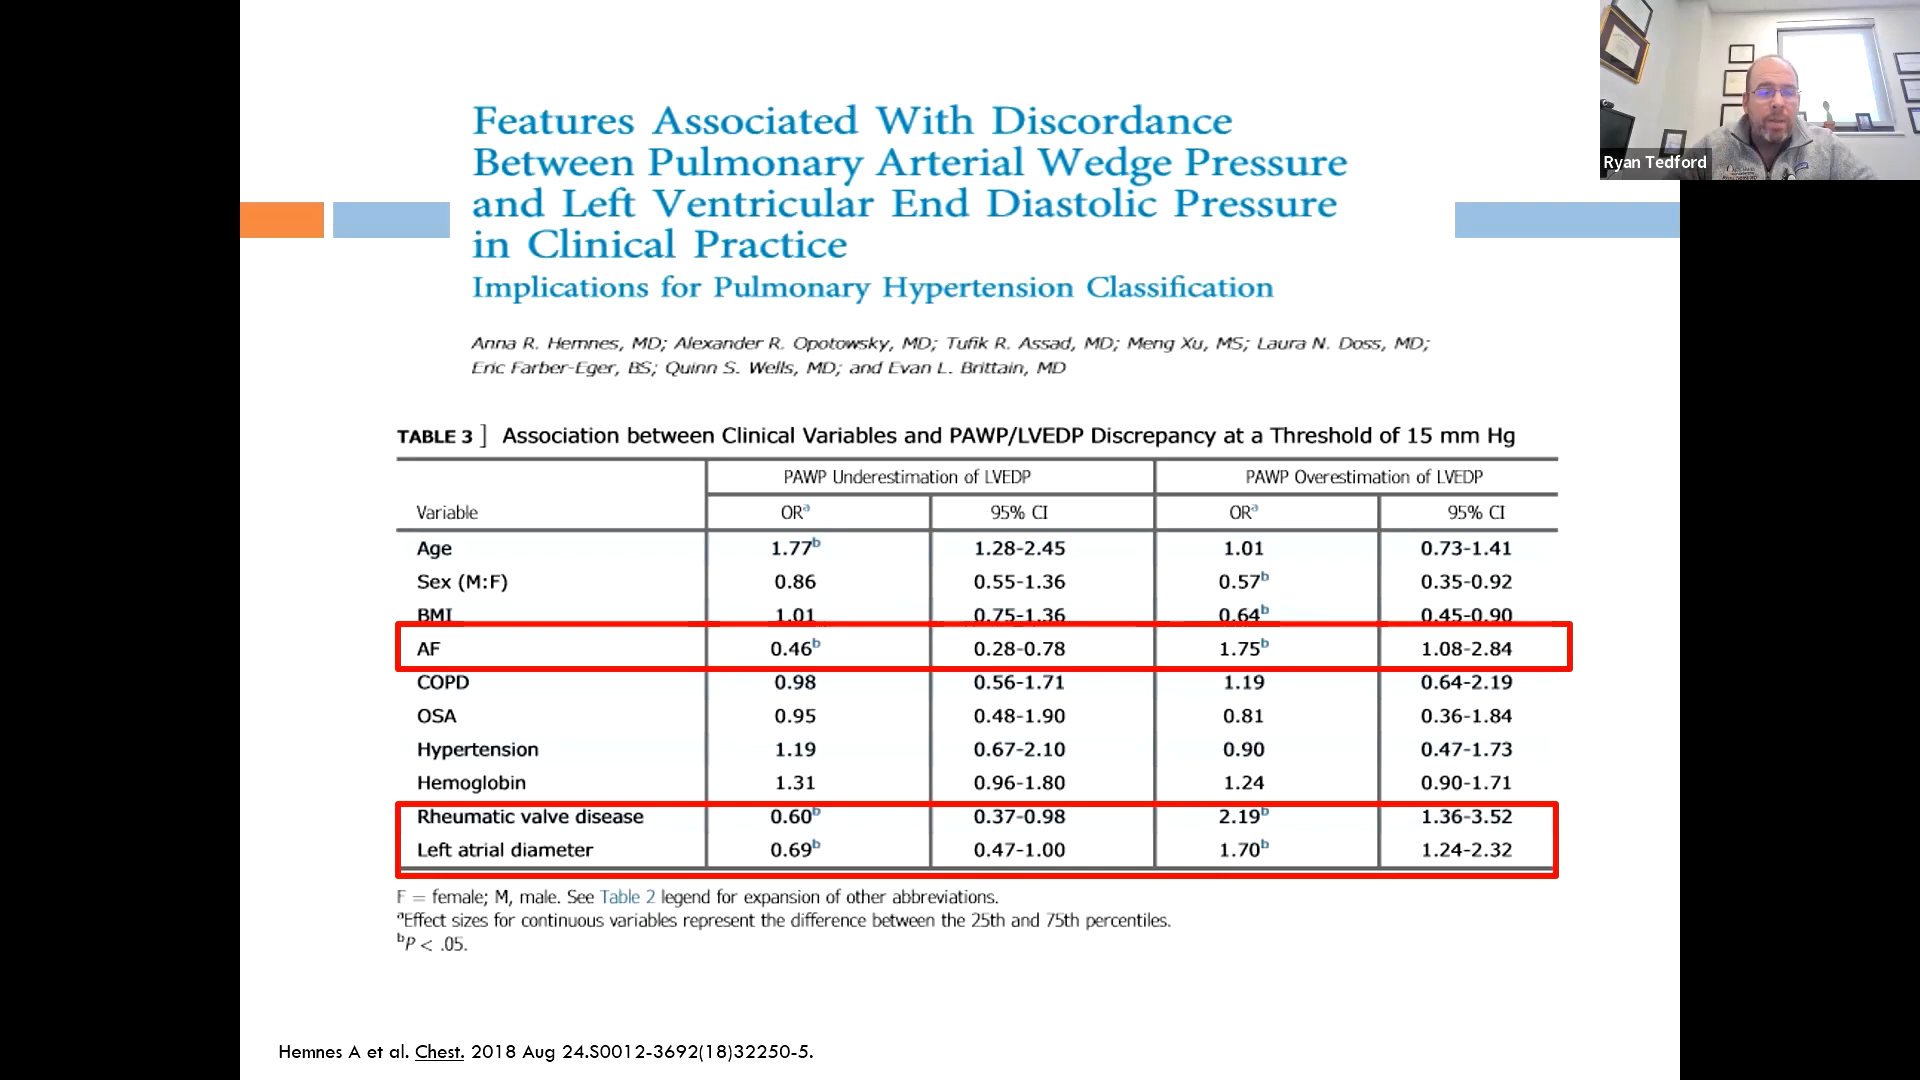 Features Associated With Discordance
Between Pulmonary Arterial Wedge Pressure
and Left Ventricular End Diastolic Pressure
in Clinical Practice
Implications for Pulmonary Hypertension Classification
Ryan Tedford
Anna R. Hemnes, MD; Alexander R. Opotowsky, MD; Tufik R. Assad, MD; Meng Xu, MS; Laura N. Doss, MD;
Eric Farber-Eger, BS; Quinn S. Wells, MD; and Evan L. Brittain, MD
TABLE 3 ] Association between Clinical Variables and PAWP/LVEDP Discrepancy at a Threshold of 15 mm Hg
PAWP Underestimation of LVEDP PAWP Overestimation of LVEDP
Variable ORᵃ 95% CI ORᵃ 95% CI
Age 1.77ᵇ 1.28-2.45 1.01 0.73-1.41
Sex (M:F) 0.86 0.55-1.36 0.57ᵇ 0.35-0.92
BMI 1.01 0.75-1.36 0.64ᵇ 0.45-0.90
AF 0.46ᵇ 0.28-0.78 1.75ᵇ 1.08-2.84
COPD 0.98 0.56-1.71 1.19 0.64-2.19
OSA 0.95 0.48-1.90 0.81 0.36-1.84
Hypertension 1.19 0.67-2.10 0.90 0.47-1.73
Hemoglobin 1.31 0.96-1.80 1.24 0.90-1.71
Rheumatic valve disease 0.60ᵇ 0.37-0.98 2.19ᵇ 1.36-3.52
Left atrial diameter 0.69ᵇ 0.47-1.00 1.70ᵇ 1.24-2.32
F = female; M, male. See Table 2 legend for expansion of other abbreviations.
ᵃEffect sizes for continuous variables represent the difference between the 25th and 75th percentiles.
ᵇP < .05.
Hemnes A et al. Chest. 2018 Aug 24.S0012-3692(18)32250-5.